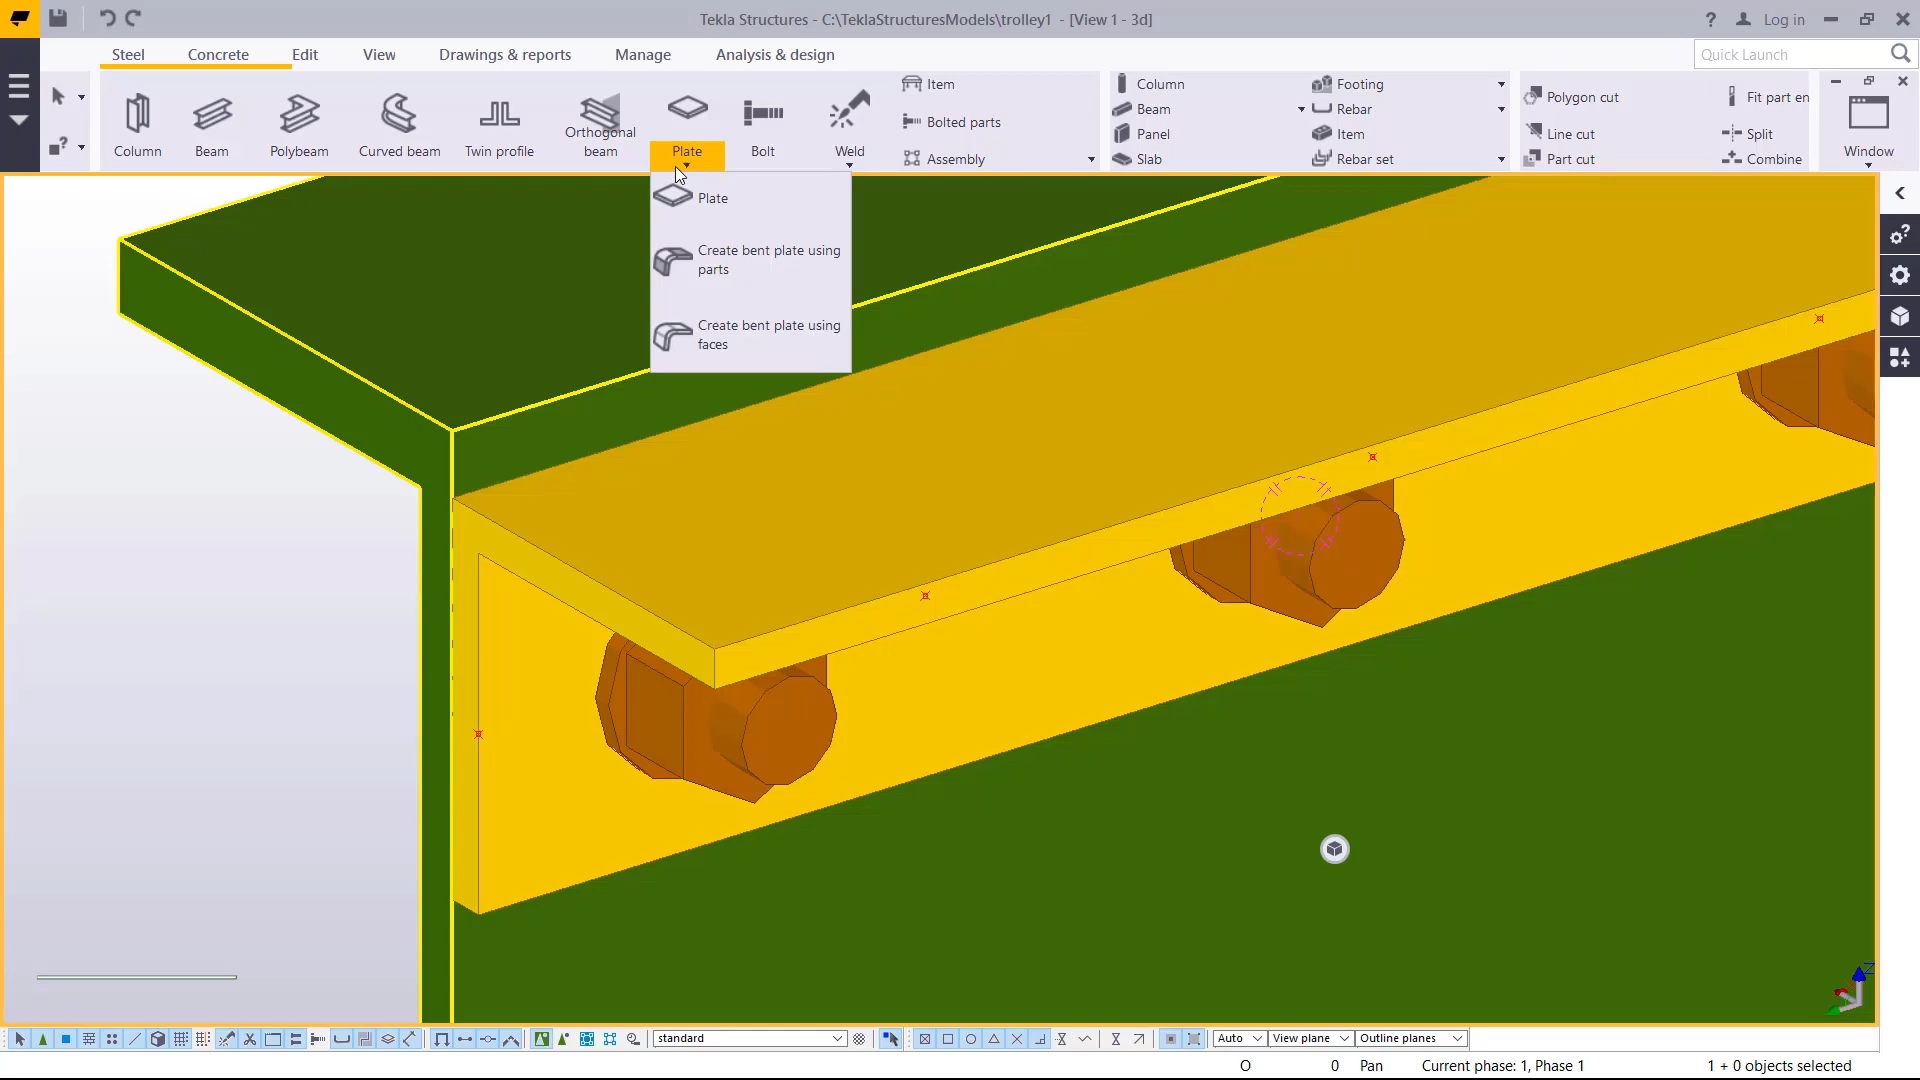 Tekla Structures - C:\TeklaStructuresModels\trolley1 - [View 1 - 3d]
? Log in
Steel Concrete Edit View Drawings & reports Manage Analysis & design
Quick Launch
Column
Beam
Polybeam
Curved beam
Twin profile
Orthogonal
beam
Plate
Bolt
Weld
Item
Bolted parts
Assembly
Column
Beam
Panel
Slab
Footing
Rebar
Item
Rebar set
Polygon cut
Line cut
Part cut
Fit part en
Split
Combine
Window
Plate
Create bent plate using
parts
Create bent plate using
faces
Z
standard
Auto
View plane
Outline planes
O 0 Pan Current phase: 1, Phase 1 1 + 0 objects selected